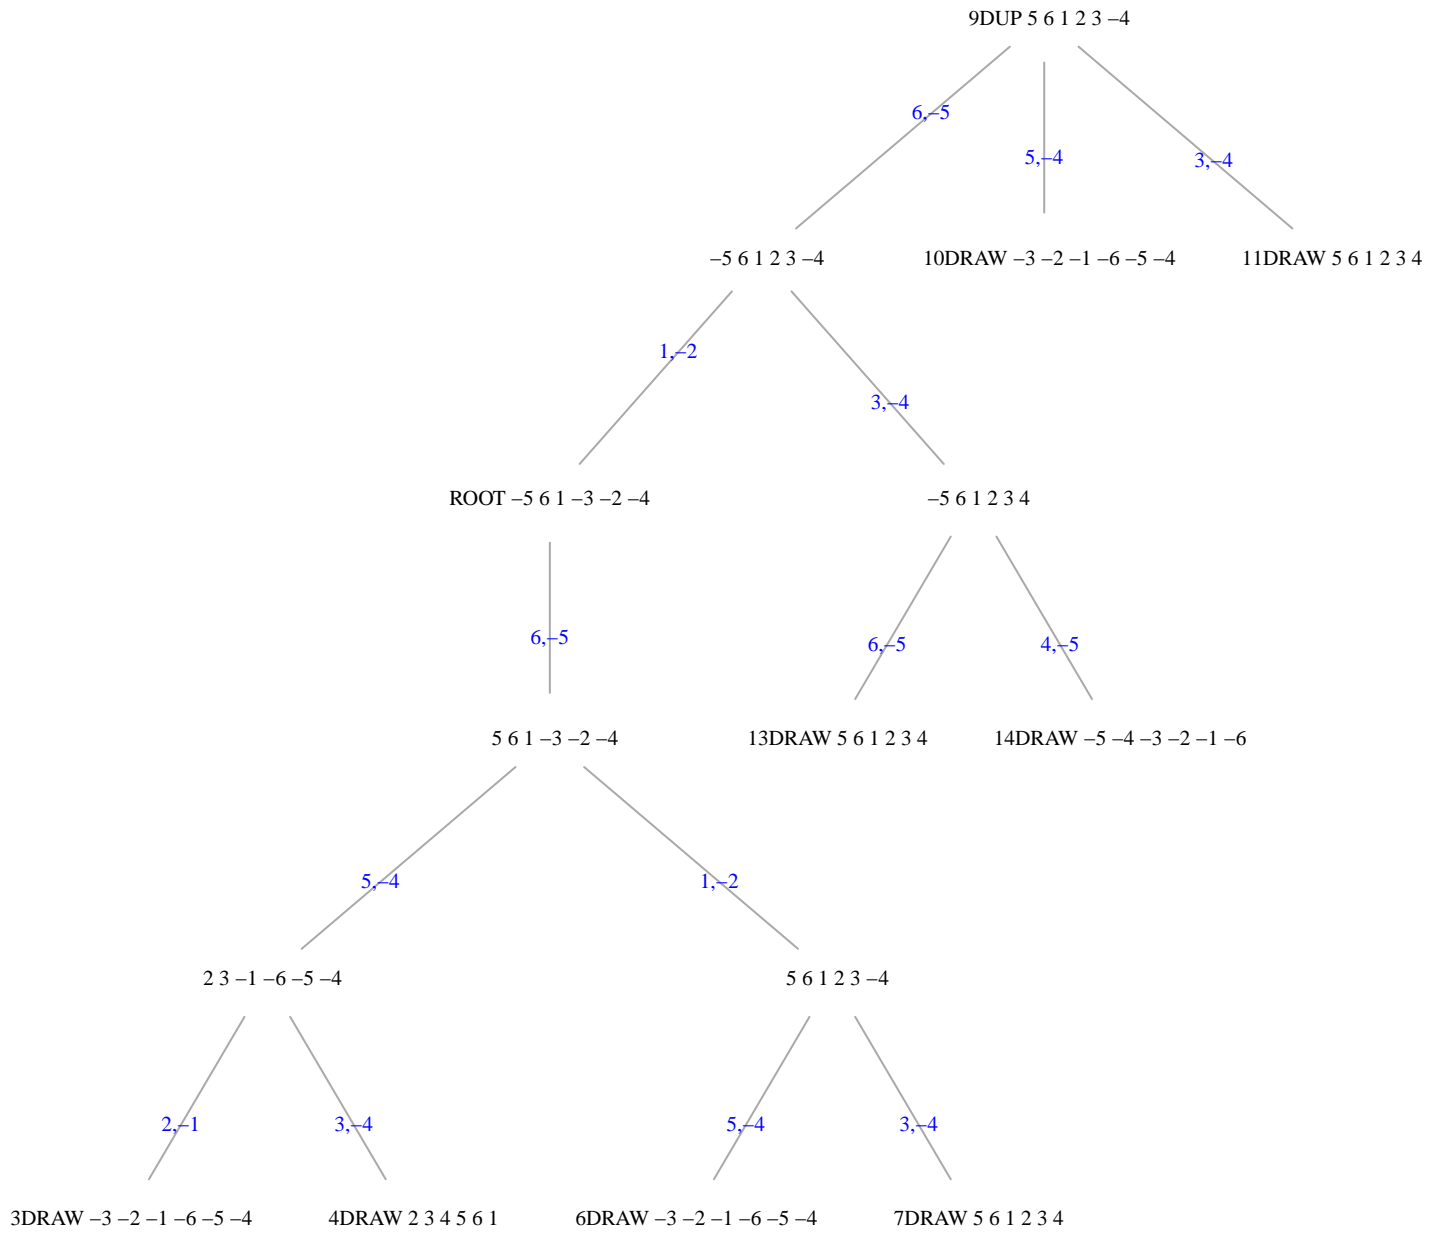 9DUP 5 6 1 2 3 –4
6,–5
5,–4
3,–4
–5 6 1 2 3 –4
10DRAW –3 –2 –1 –6 –5 –4
11DRAW 5 6 1 2 3 4
1,–2
3,–4
ROOT –5 6 1 –3 –2 –4
–5 6 1 2 3 4
6,–5
6,–5
4,–5
5 6 1 –3 –2 –4
13DRAW 5 6 1 2 3 4
14DRAW –5 –4 –3 –2 –1 –6
5,–4
1,–2
2 3 –1 –6 –5 –4
5 6 1 2 3 –4
2,–1
3,–4
5,–4
3,–4
3DRAW –3 –2 –1 –6 –5 –4
4DRAW 2 3 4 5 6 1
6DRAW –3 –2 –1 –6 –5 –4
7DRAW 5 6 1 2 3 4